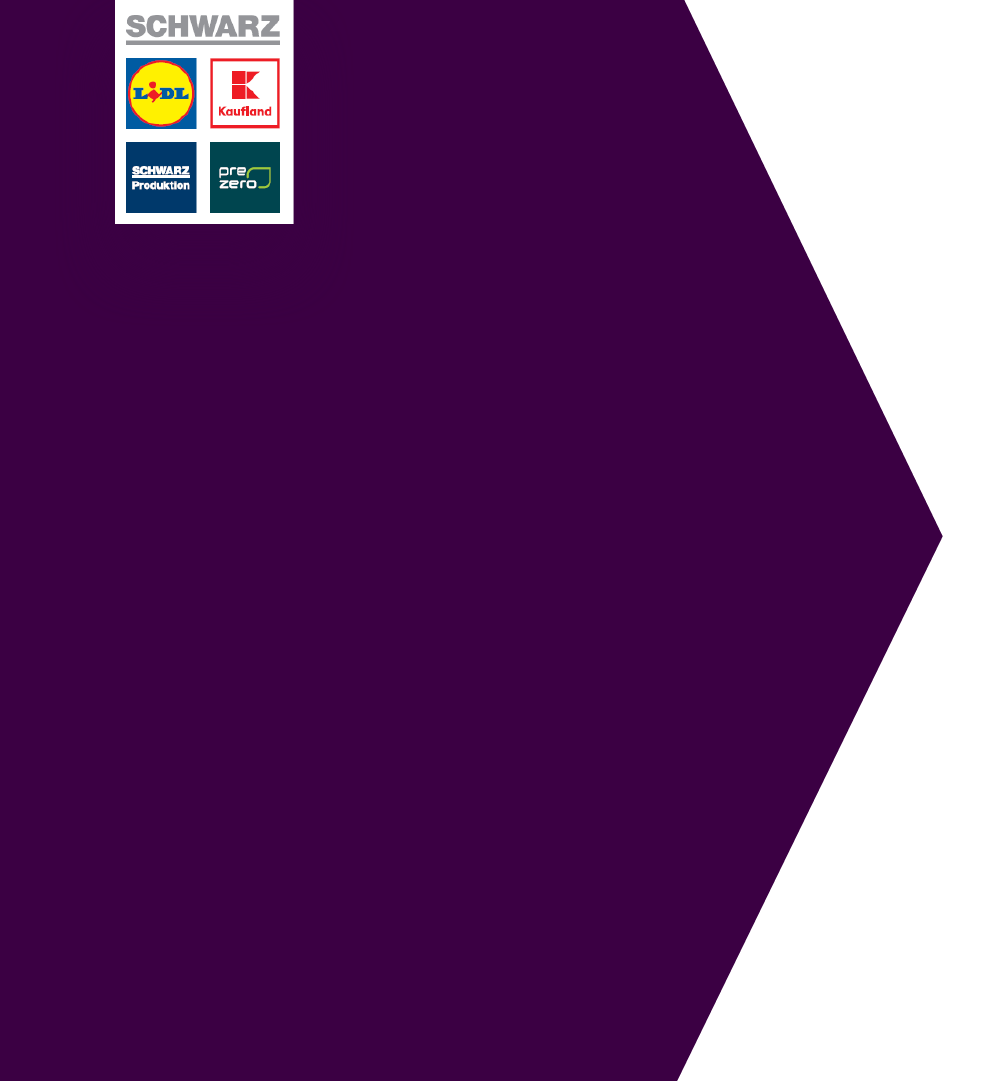 SCHWARZ
LIDL
Kaufland
SCHWARZ
Produktion
pre
zero